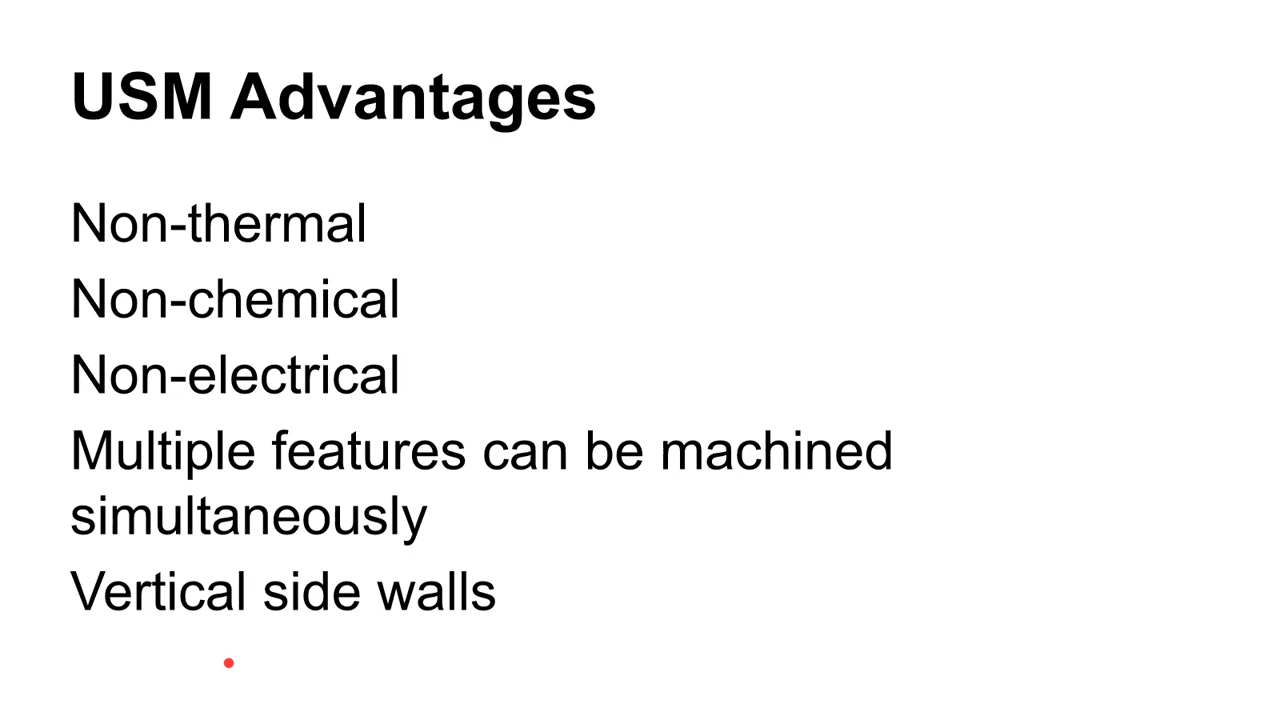 USM Advantages
Non-thermal
Non-chemical
Non-electrical
Multiple features can be machined
simultaneously
Vertical side walls